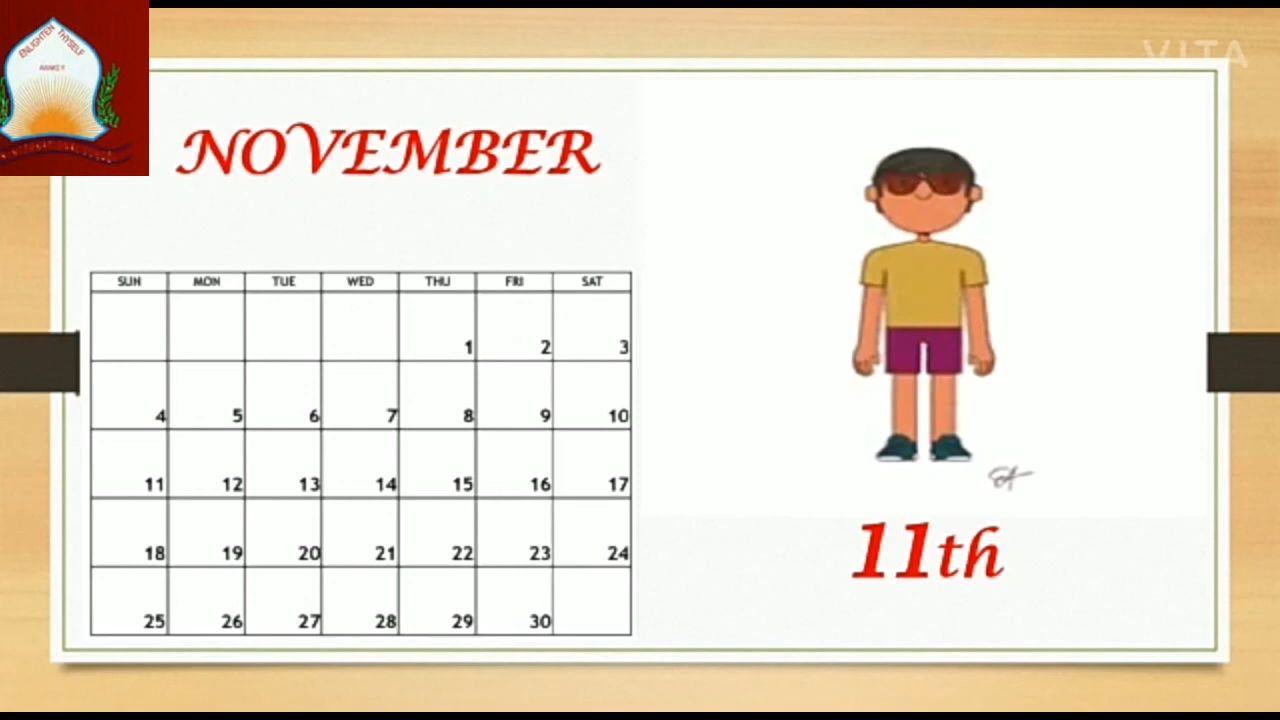 ENLIGHTEN THYSELF
VITA
NOVEMBER
SUN MON TUE WED THU FRI SAT
1 2 3
4 5 6 7 8 9 10
11 12 13 14 15 16 17
18 19 20 21 22 23 24
25 26 27 28 29 30
11th